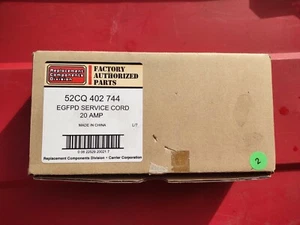 Replacement
Components
Division
FACTORY
AUTHORIZED
PARTS
52CQ 402 744
EGFPD SERVICE CORD
20 AMP
MADE IN CHINA
LIT
Replacement Components Division - Carrier Corporation
2